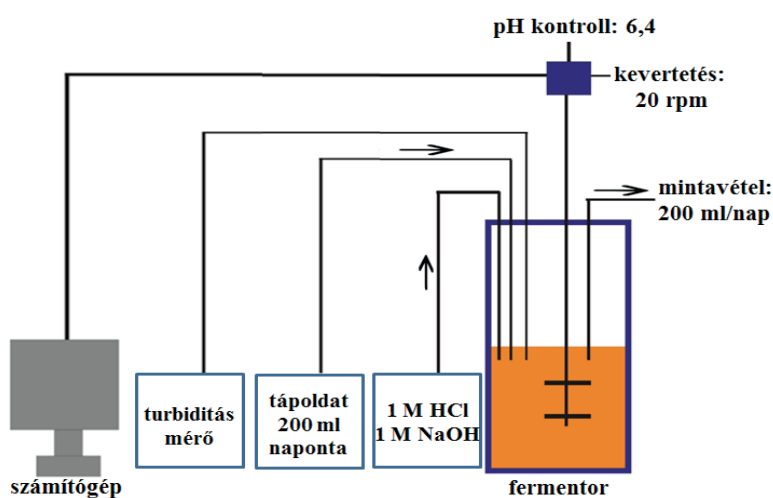 pH kontroll: 6,4
kevertetés:
20 rpm
mintavétel:
200 ml/nap
turbiditás
mérő
tápoldat
200 ml
naponta
1 M HCl
1 M NaOH
számítógép
fermentor